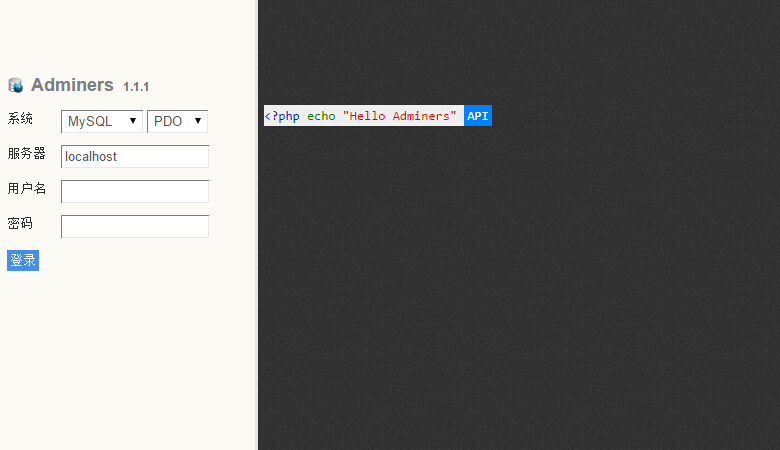 Adminers 1.1.1
系统 MySQL PDO
服务器 localhost
用户名
密码
登录
<?php echo "Hello Adminers" API